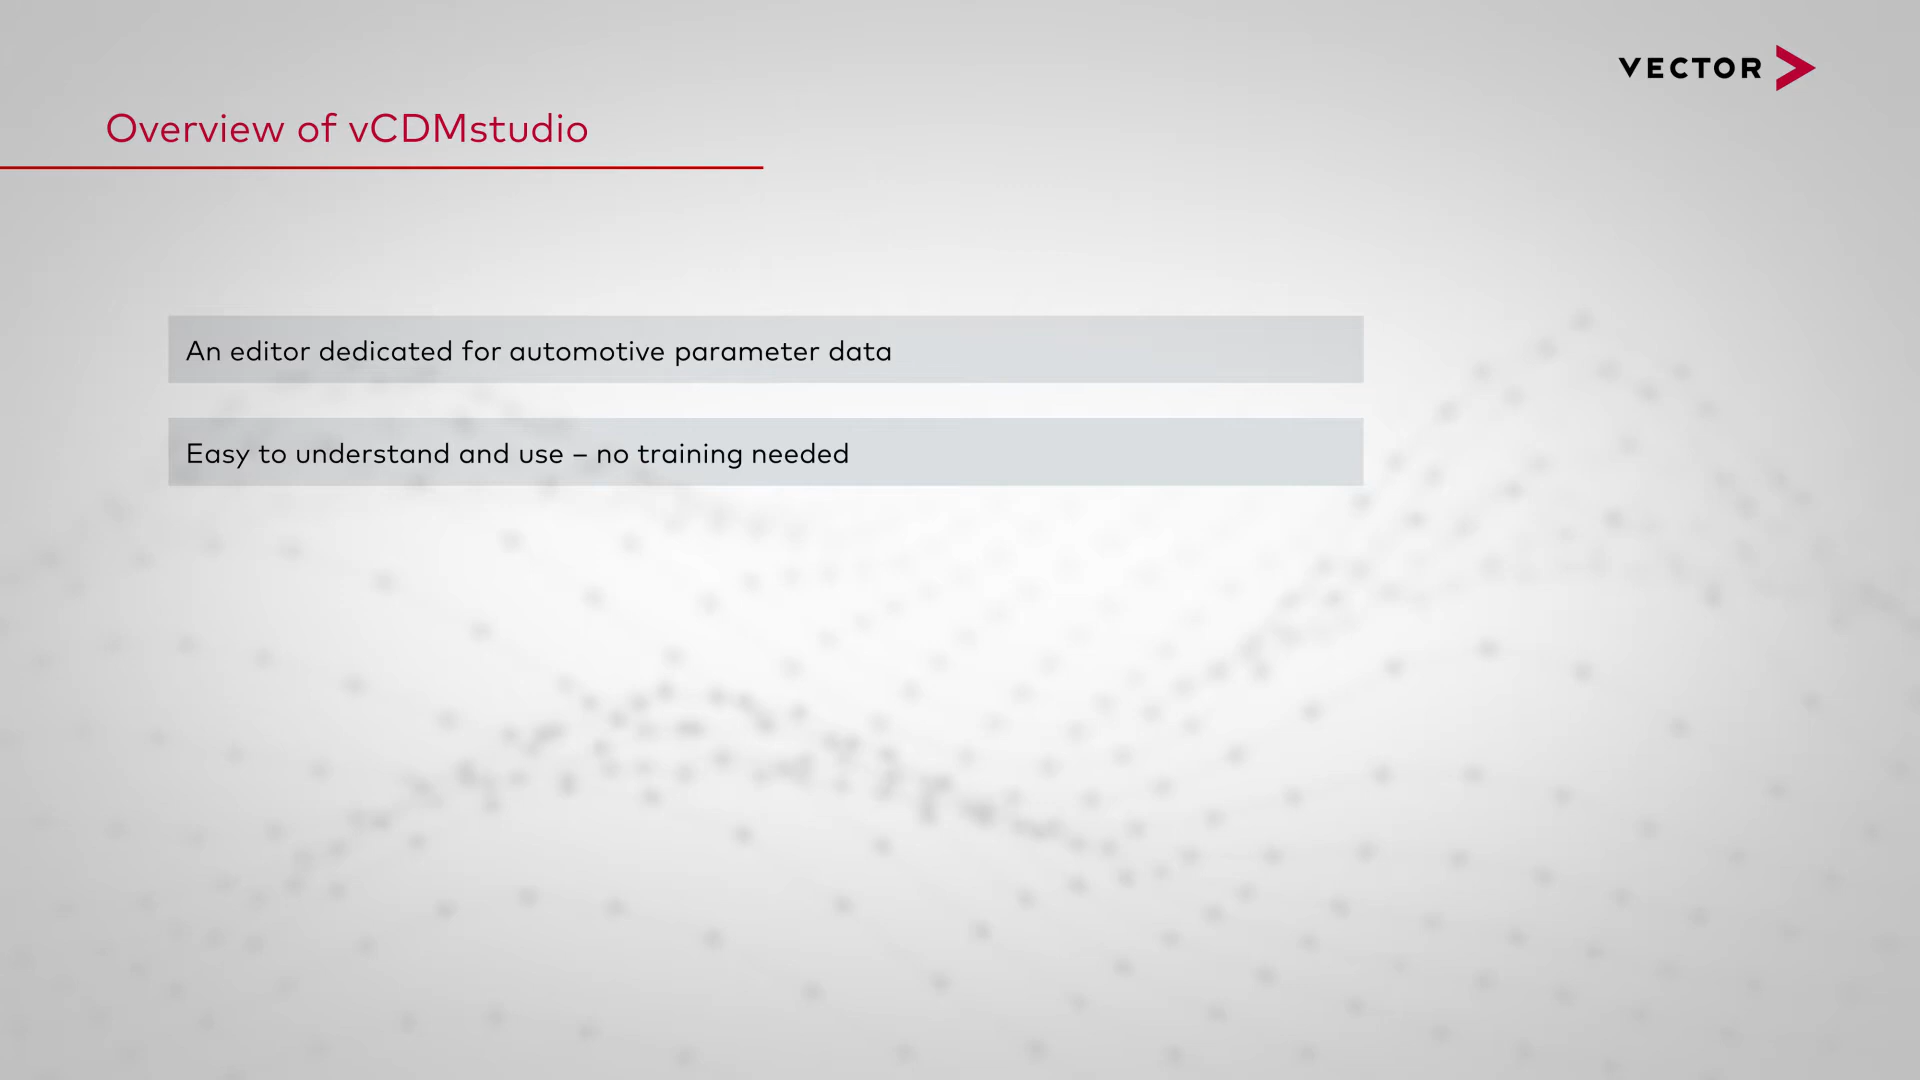 VECTOR
Overview of vCDMstudio
An editor dedicated for automotive parameter data
Easy to understand and use – no training needed